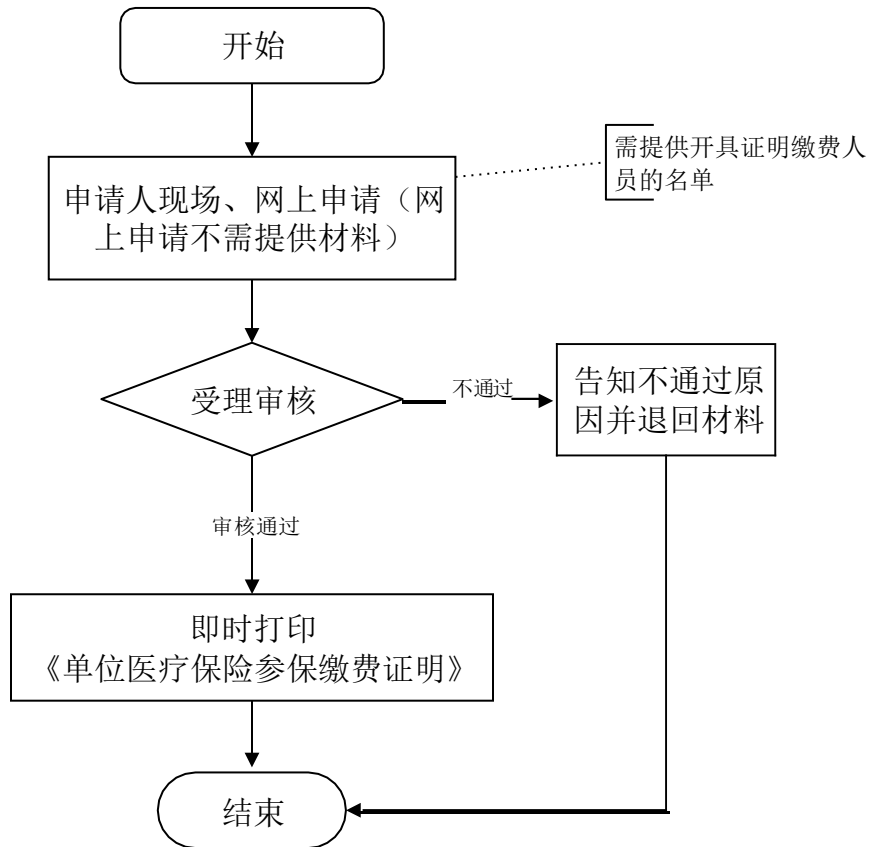 开始
需提供开具证明缴费人
员的名单
申请人现场、网上申请（网
上申请不需提供材料）
受理审核
不通过
告知不通过原
因并退回材料
审核通过
即时打印
《单位医疗保险参保缴费证明》
结束